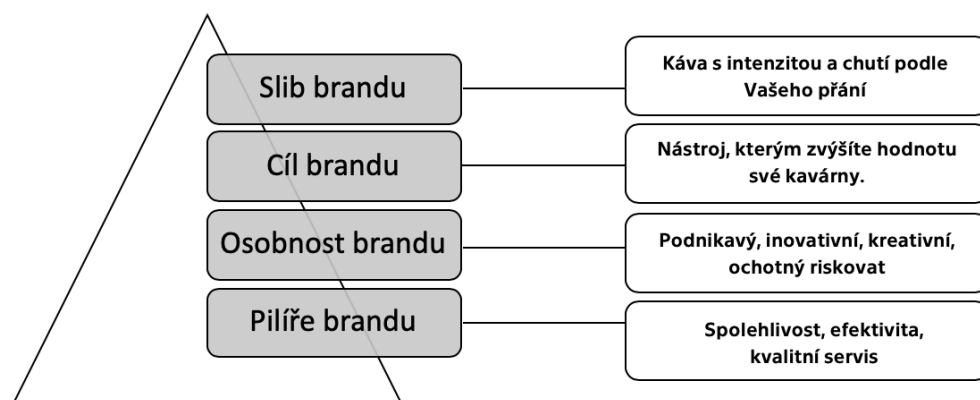 Slib brandu
Káva s intenzitou a chutí podle
Vašeho přání
Cíl brandu
Nástroj, kterým zvýšíte hodnotu
své kavárny.
Osobnost brandu
Podnikavý, inovativní, kreativní,
ochotný riskovat
Pilíře brandu
Spolehlivost, efektivita,
kvalitní servis